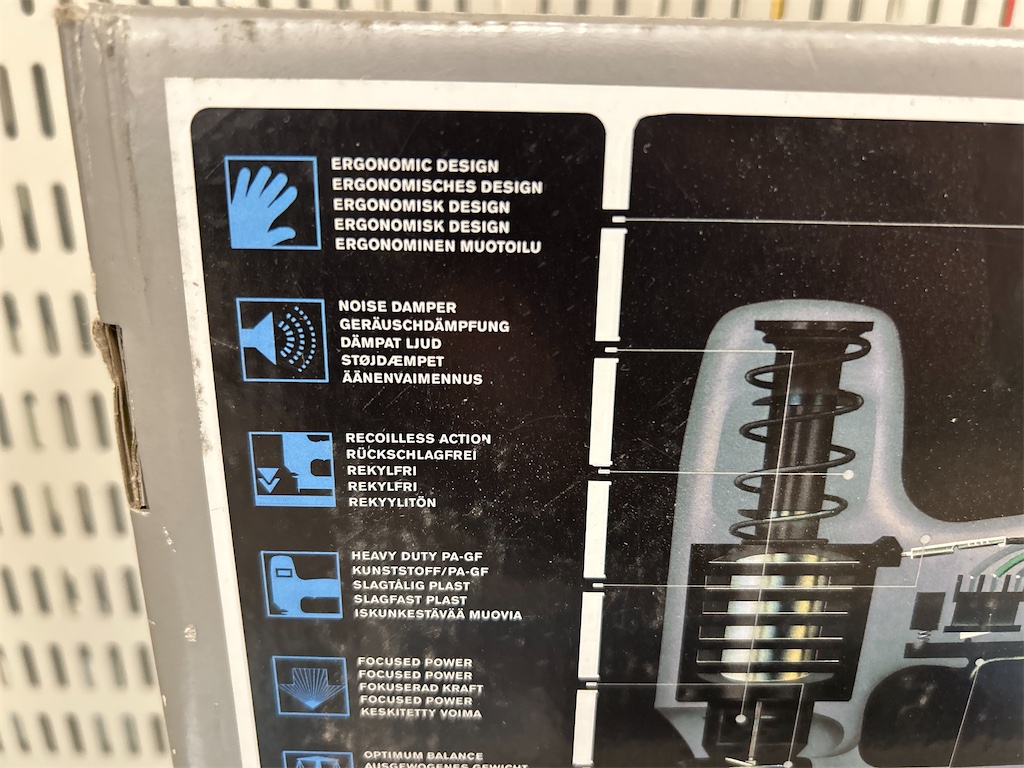 ERGONOMIC DESIGN
ERGONOMISCHES DESIGN
ERGONOMISK DESIGN
ERGONOMISK DESIGN
ERGONOMINEN MUOTOILU
NOISE DAMPER
GERÄUSCHDÄMPFUNG
DÄMPAT LJUD
STØJDÆMPET
ÄÄNENVAIMENNUS
RECOILLESS ACTION
RÜCKSCHLAGFREI
REKYLFRI
REKYLFRI
REKYYLITÖN
HEAVY DUTY PA-GF
KUNSTSTOFF/PA-GF
SLAGTÅLIG PLAST
SLAGFAST PLAST
ISKUNKESTÄVÄÄ MUOVIA
FOCUSED POWER
FOCUSED POWER
FOKUSERAD KRAFT
FOCUSED POWER
KESKITETTY VOIMA
OPTIMUM BALANCE
AUSGEWOGENES GEWICHT